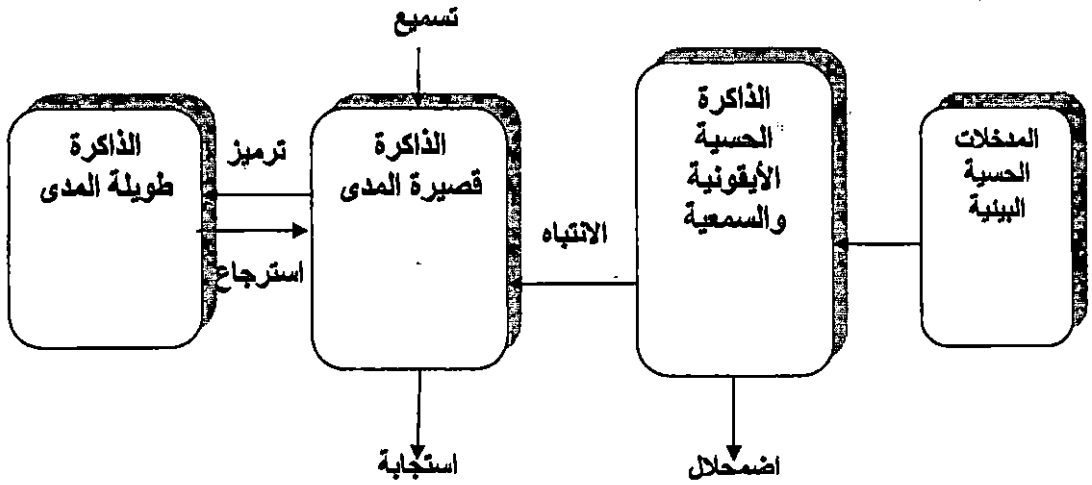 تسميع
المدخلات
الحسية
البيئية
الذاكرة
الحسية
الأيقونية
والسمعية
الانتباه
الذاكرة
قصيرة المدى
ترميز
استرجاع
الذاكرة
طويلة المدى
اضمحلال
استجابة